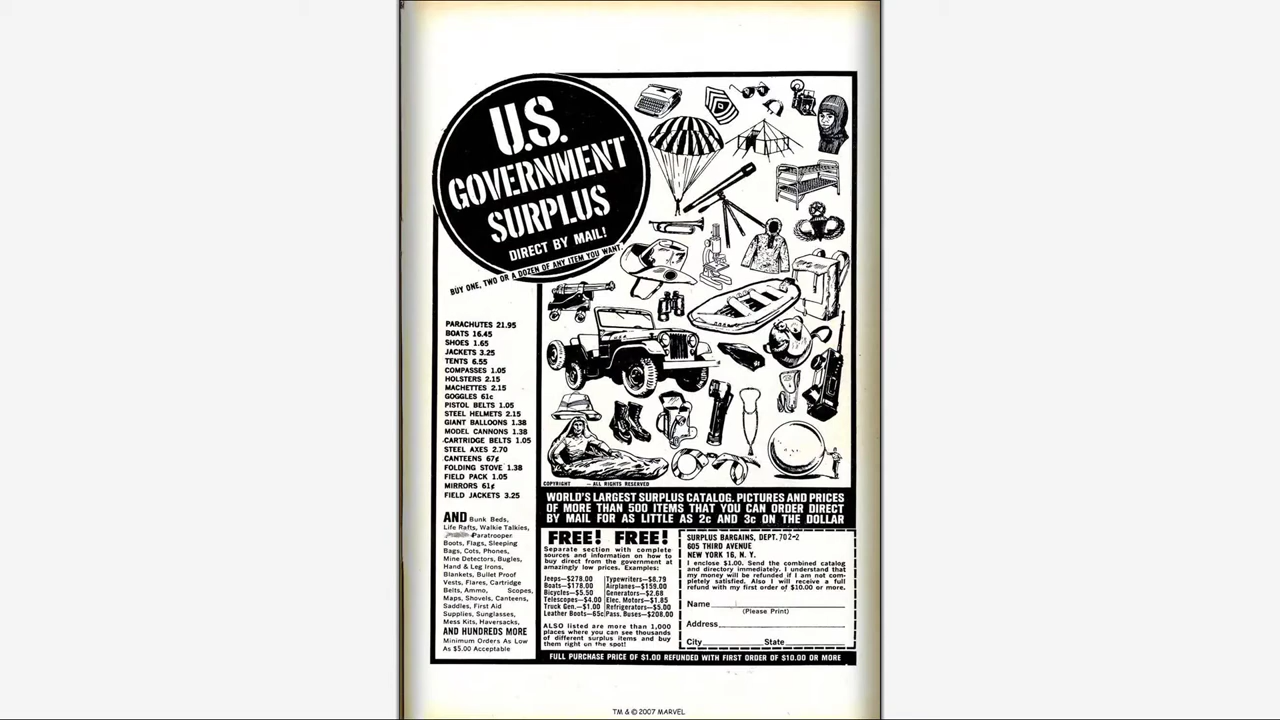 U.S.
GOVERNMENT
SURPLUS
DIRECT BY MAIL!
BUY ONE, TWO OR A DOZEN OF ANY ITEM YOU WANT.
PARACHUTES 21.95
BOATS 16.45
SHOES 1.65
JACKETS 3.25
TENTS 6.55
COMPASSES 1.05
HOLSTERS 2.15
MACHETTES 2.15
GOGGLES 61c
PISTOL BELTS 1.05
STEEL HELMETS 2.15
GIANT BALLOONS 1.38
MODEL CANNONS 1.38
CARTRIDGE BELTS 1.05
STEEL AXES 2.70
CANTEENS 67¢
FOLDING STOVE 1.38
FIELD PACK 1.05
MIRRORS 61¢
FIELD JACKETS 3.25
AND Bunk Beds,
Life Rafts, Walkie Talkies,
Paratrooper
Boots, Flags, Sleeping
Bags, Cots, Phones,
Mine Detectors, Bugles,
Hand & Leg Irons,
Blankets, Bullet Proof
Vests, Flares, Cartridge
Belts, Ammo, Scopes,
Maps, Shovels, Canteens,
Saddles, First Aid
Supplies, Sunglasses,
Mess Kits, Haversacks,
AND HUNDREDS MORE
Minimum Orders As Low
As $5.00 Acceptable
COPYRIGHT — ALL RIGHTS RESERVED
WORLD'S LARGEST SURPLUS CATALOG. PICTURES AND PRICES
OF MORE THAN 500 ITEMS THAT YOU CAN ORDER DIRECT
BY MAIL FOR AS LITTLE AS 2c AND 3c ON THE DOLLAR
FREE! FREE!
Separate section with complete
sources and information on how to
buy direct from the government at
amazingly low prices. Examples:
Jeeps—$278.00 Typewriters—$8.79
Boats—$178.00 Airplanes—$159.00
Bicycles—$5.50 Generators—$2.68
Telescopes—$4.00 Elec. Motors—$1.85
Truck Gen.—$1.00 Refrigerators—$5.00
Leather Boots—65c Pass. Buses—$208.00
ALSO listed are more than 1,000
places where you can see thousands
of different surplus items and buy
them right on the spot!
SURPLUS BARGAINS, DEPT. 702-2
605 THIRD AVENUE
NEW YORK 16, N. Y.
I enclose $1.00. Send the combined catalog
and directory immediately. I understand that
my money will be refunded if I am not com-
pletely satisfied. Also I will receive a full
refund with my first order of $10.00 or more.
Name
(Please Print)
Address
City State
FULL PURCHASE PRICE OF $1.00 REFUNDED WITH FIRST ORDER OF $10.00 OR MORE
TM & © 2007 MARVEL